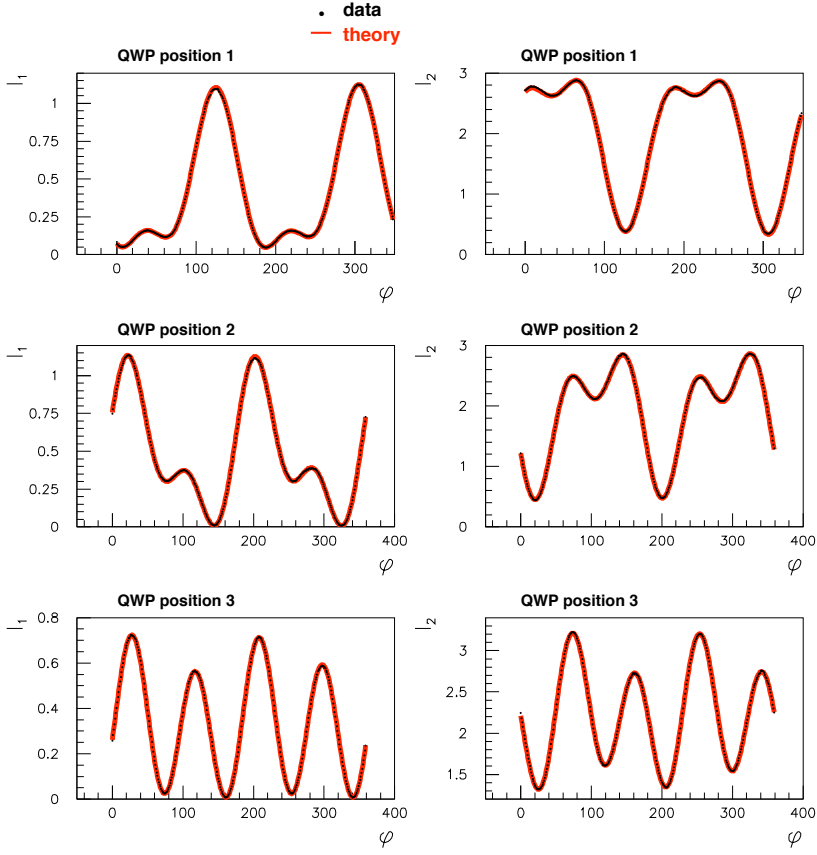 data
theory
QWP position 1
QWP position 1
I1
1
0.75
0.5
0.25
0
0 100 200 300
φ
I2
3
2
1
0
0 100 200 300
φ
QWP position 2
QWP position 2
I1
1
0.75
0.5
0.25
0
0 100 200 300 400
φ
I2
3
2
1
0
0 100 200 300 400
φ
QWP position 3
QWP position 3
I1
0.8
0.6
0.4
0.2
0
0 100 200 300 400
φ
I2
3
2.5
2
1.5
0 100 200 300 400
φ